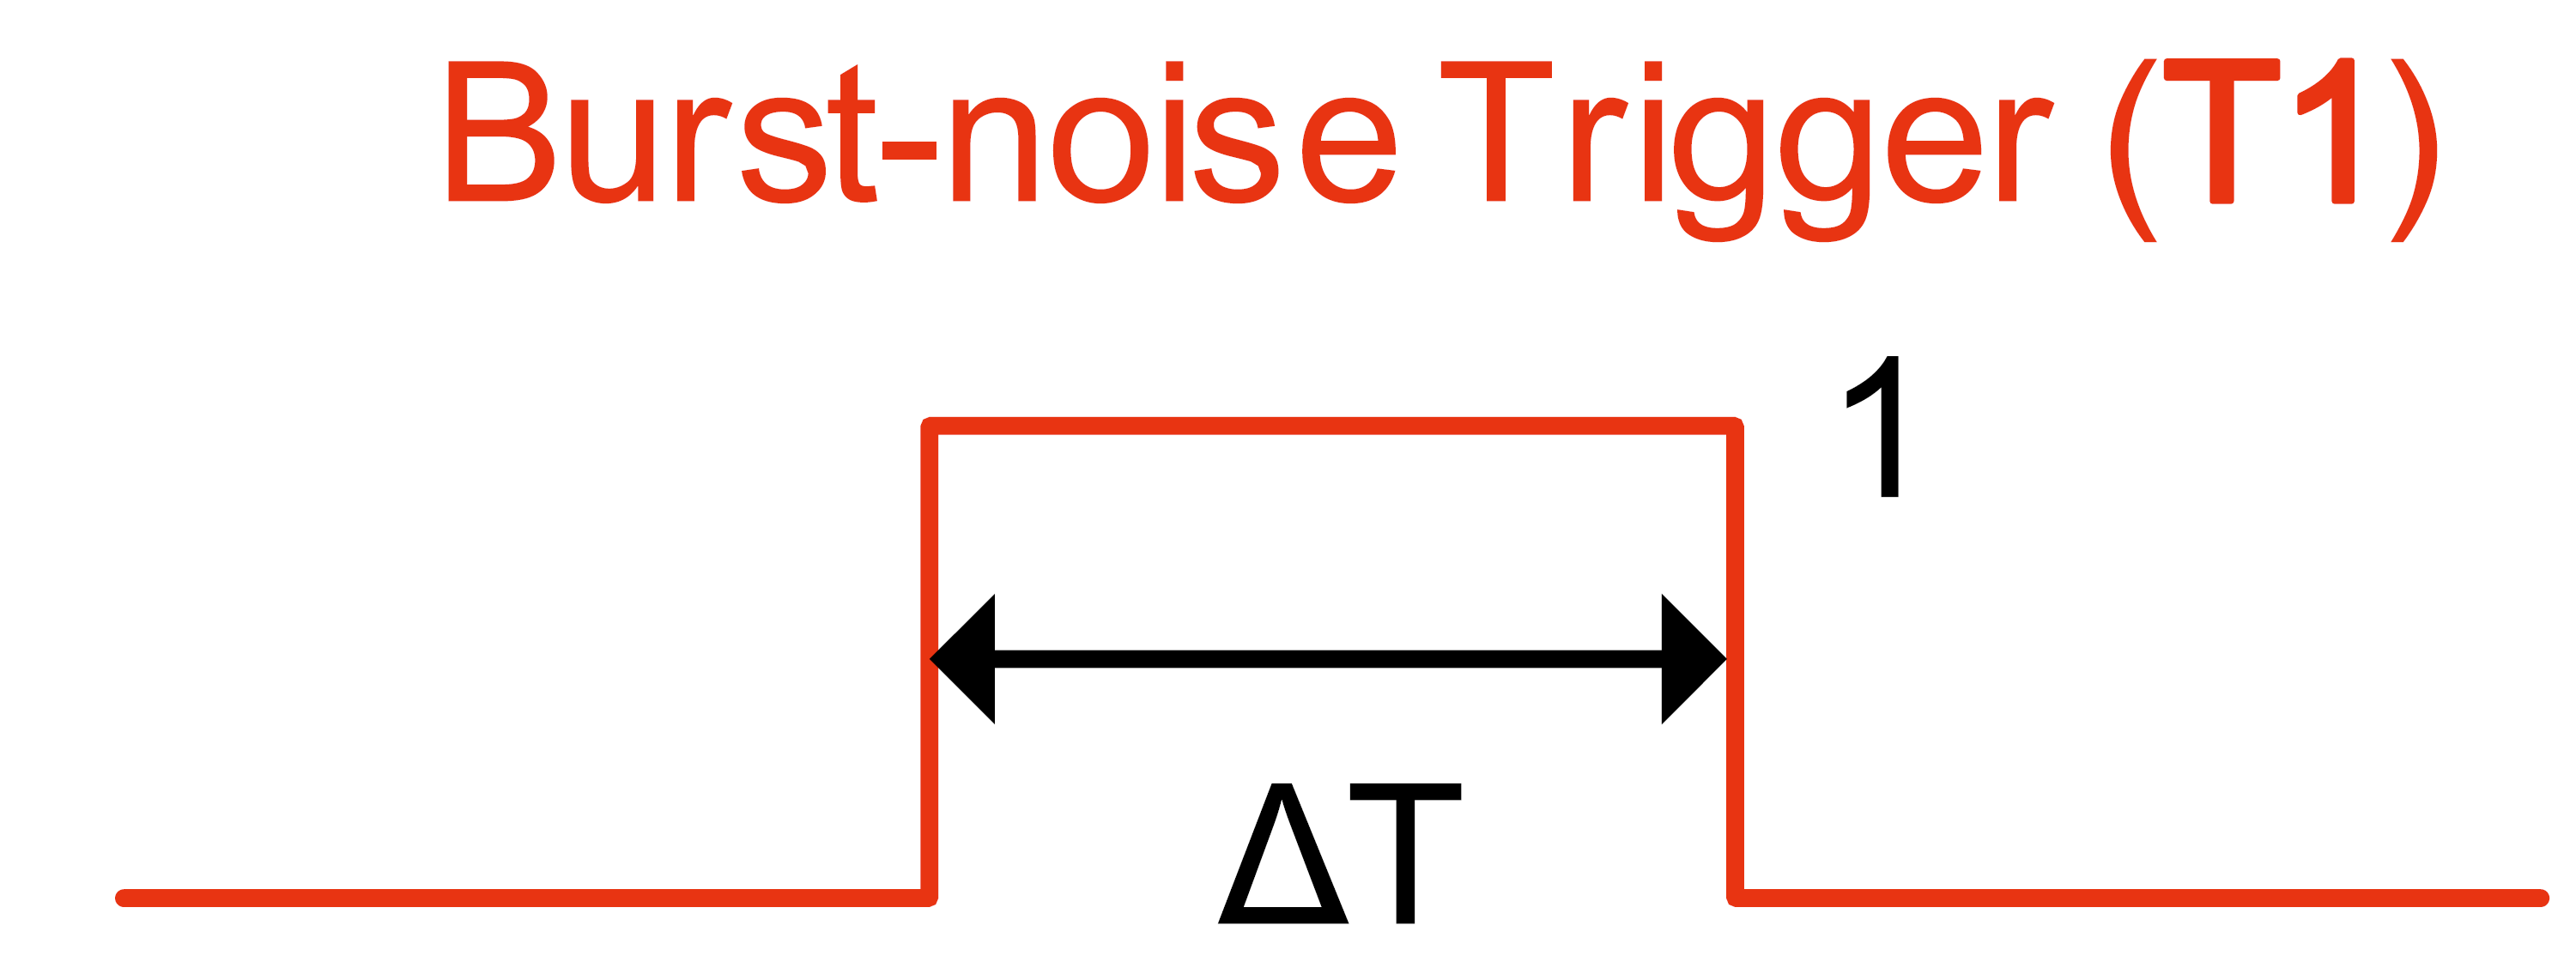 Burst-noise Trigger (T1)
1
ΔT